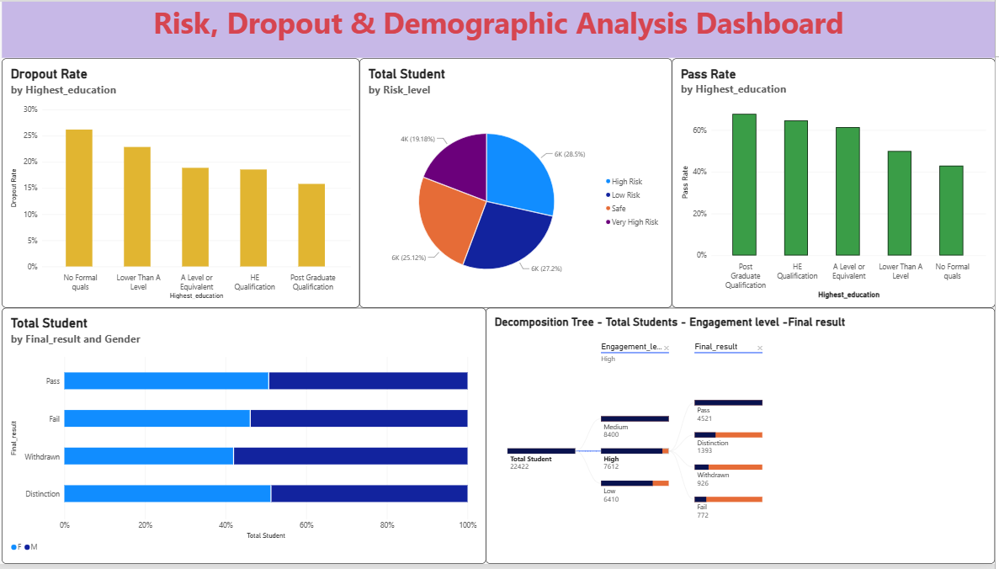 Risk, Dropout & Demographic Analysis Dashboard
Dropout Rate
by Highest_education
30%
25%
20%
15%
10%
5%
0%
Dropout Rate
No Formal
quals
Lower Than A
Level
A Level or
Equivalent
HE
Qualification
Post Graduate
Qualification
Highest_education
Total Student
by Risk_level
4K (19.18%)
6K (28.5%)
6K (25.12%)
6K (27.2%)
High Risk
Low Risk
Safe
Very High Risk
Pass Rate
by Highest_education
60%
40%
20%
0%
Pass Rate
Post
Graduate
Qualification
HE
Qualification
A Level or
Equivalent
Lower Than A
Level
No Formal
quals
Highest_education
Total Student
by Final_result and Gender
Final_result
Pass
Fail
Withdrawn
Distinction
0%
20%
40%
60%
80%
100%
Total Student
F
M
Decomposition Tree - Total Students - Engagement level -Final result
Engagement_le...
High
Final_result
Total Student
22422
Medium
8400
High
7612
Low
6410
Pass
4521
Distinction
1393
Withdrawn
926
Fail
772